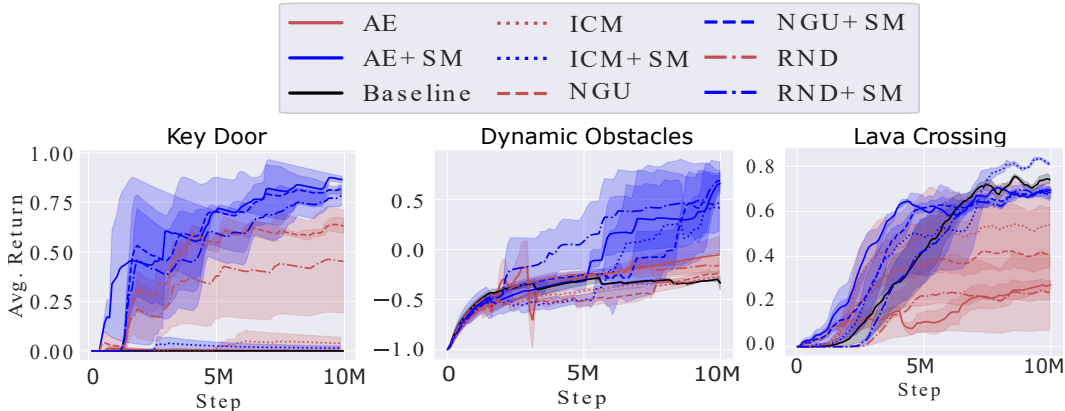 AE ICM NGU+SM
AE+SM ICM+SM RND
Baseline NGU RND+SM
Key Door Dynamic Obstacles Lava Crossing
Avg. Return
1.00
0.75
0.50
0.25
0.00
0 5M 10M
Step
0.5
0.0
−0.5
−1.0
0 5M 10M
Step
0.8
0.6
0.4
0.2
0.0
0 5M 10M
Step